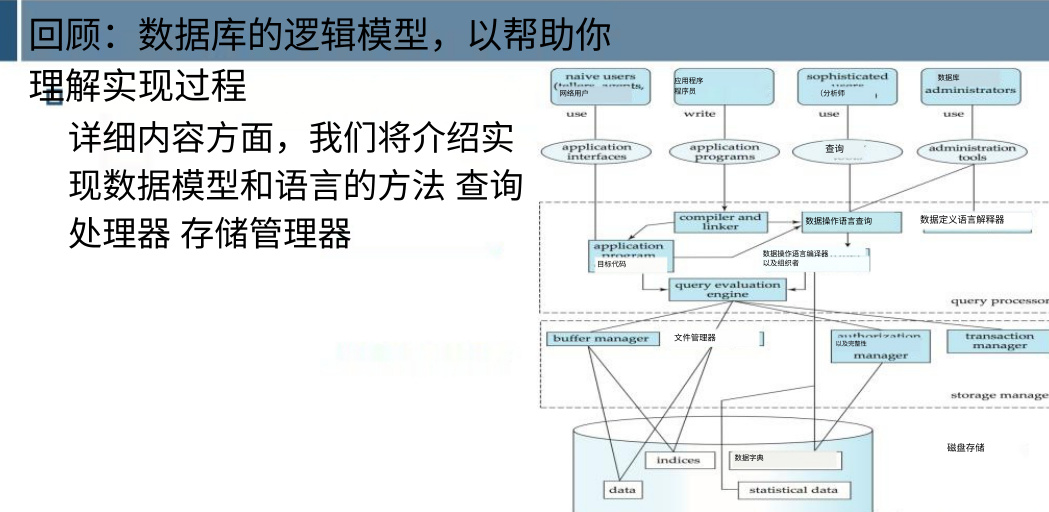 回顾：数据库的逻辑模型，以帮助你
理解实现过程
详细内容方面，我们将介绍实
现数据模型和语言的方法 查询
处理器 存储管理器
naive users
网络用户
应用程序
程序员
sophisticated
（分析师
数据库
administrators
use
write
use
use
application
interfaces
application
programs
查询
administration
tools
compiler and
linker
数据操作语言查询
数据定义语言解释器
application
program
目标代码
数据操作语言编译器
以及组织者
query evaluation
engine
query processor
buffer manager
文件管理器
authorization
以及完整性
manager
transaction
manager
storage manage
磁盘存储
indices
数据字典
data
statistical data